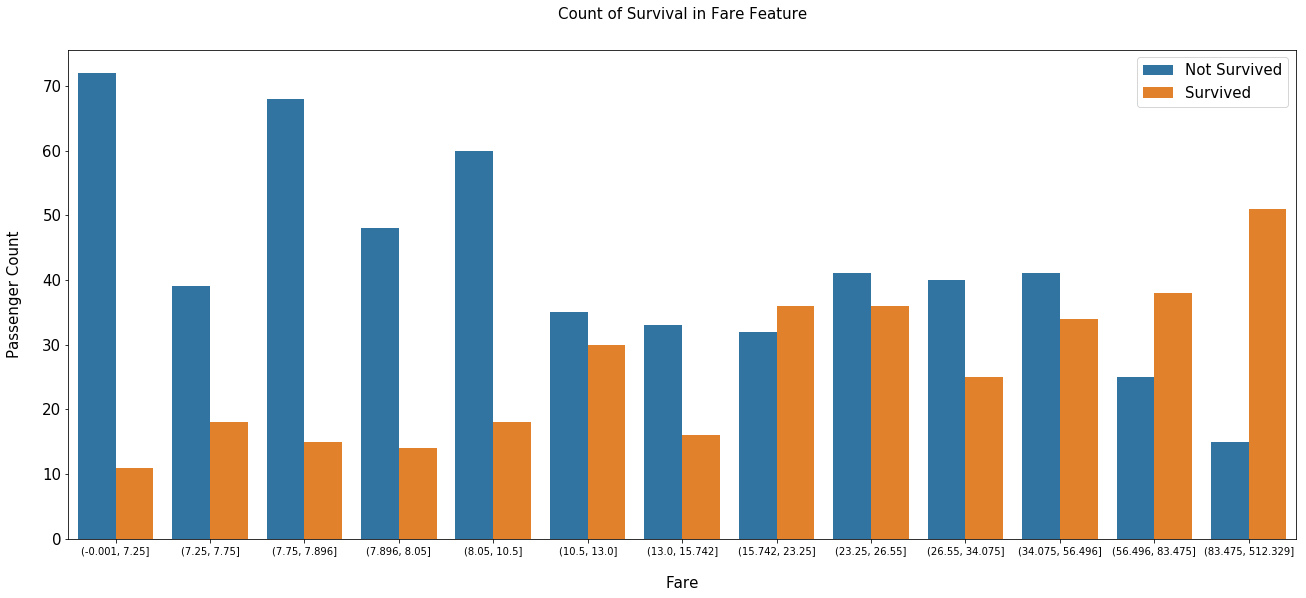 Count of Survival in Fare Feature
Not Survived
Survived
Passenger Count
70
60
50
40
30
20
10
0
(-0.001, 7.25] (7.25, 7.75] (7.75, 7.896] (7.896, 8.05] (8.05, 10.5] (10.5, 13.0] (13.0, 15.742] (15.742, 23.25] (23.25, 26.55] (26.55, 34.075] (34.075, 56.496] (56.496, 83.475] (83.475, 512.329]
Fare